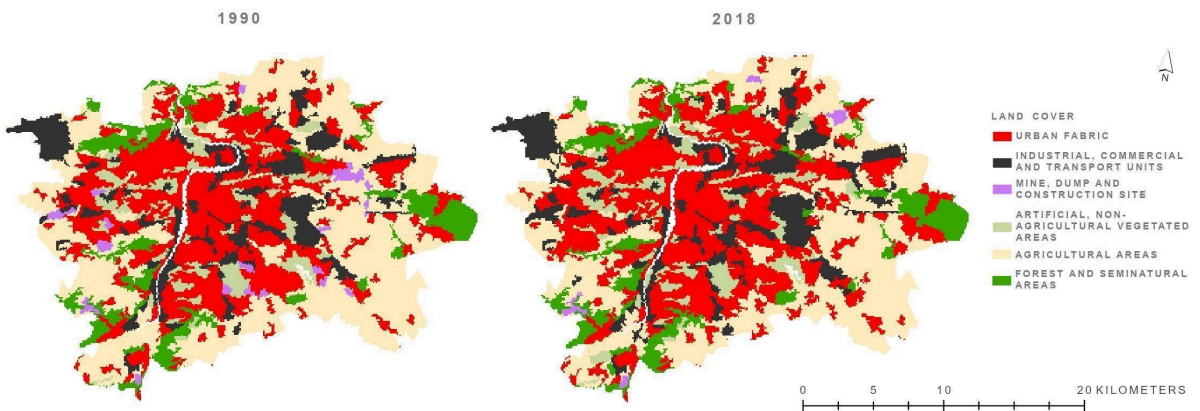 1990
2018
N
LAND COVER
URBAN FABRIC
INDUSTRIAL, COMMERCIAL
AND TRANSPORT UNITS
MINE, DUMP AND
CONSTRUCTION SITE
ARTIFICIAL, NON-
AGRICULTURAL VEGETATED
AREAS
AGRICULTURAL AREAS
FOREST AND SEMINATURAL
AREAS
0 5 10 20 KILOMETERS